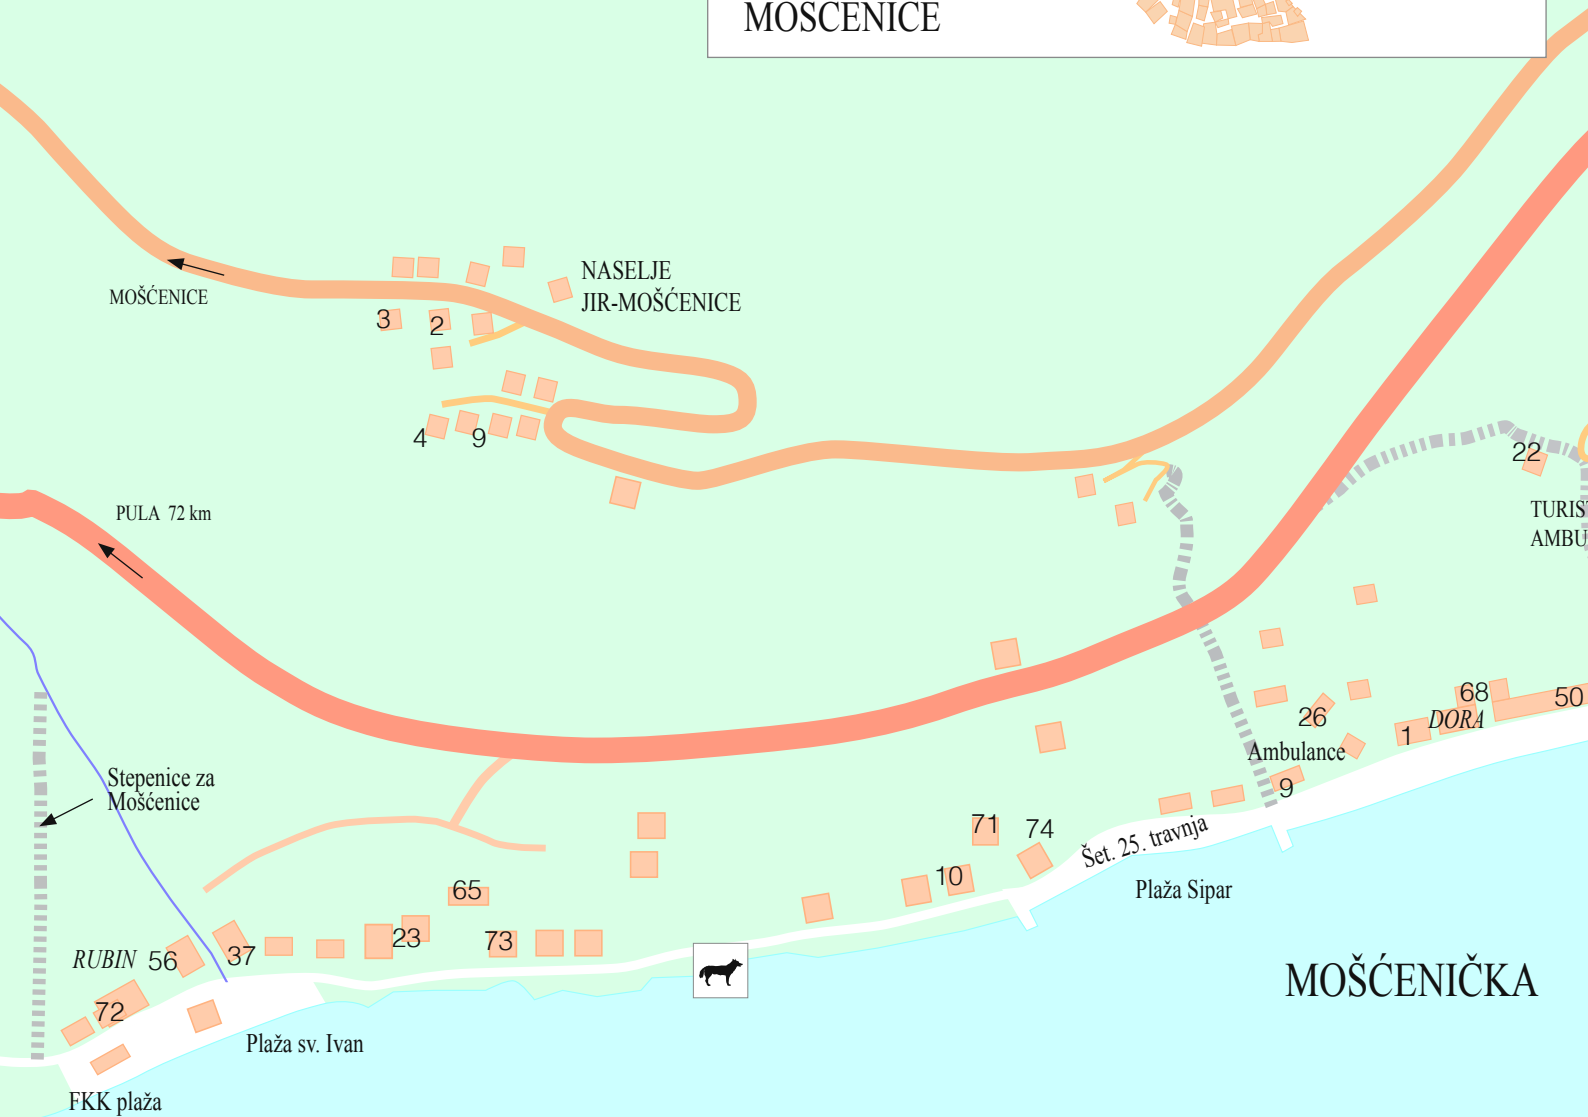 MOŠĆENICE
NASELJE
JIR-MOŠĆENICE
MOŠĆENICE
3
2
4
9
22
PULA 72 km
TURIS
AMBU
68
50
26
DORA
1
Ambulance
9
Stepenice za
Mošćenice
71
74
Šet. 25. travnja
10
Plaža Sipar
65
23
73
37
RUBIN
56
72
MOŠĆENIČKA
Plaža sv. Ivan
FKK plaža